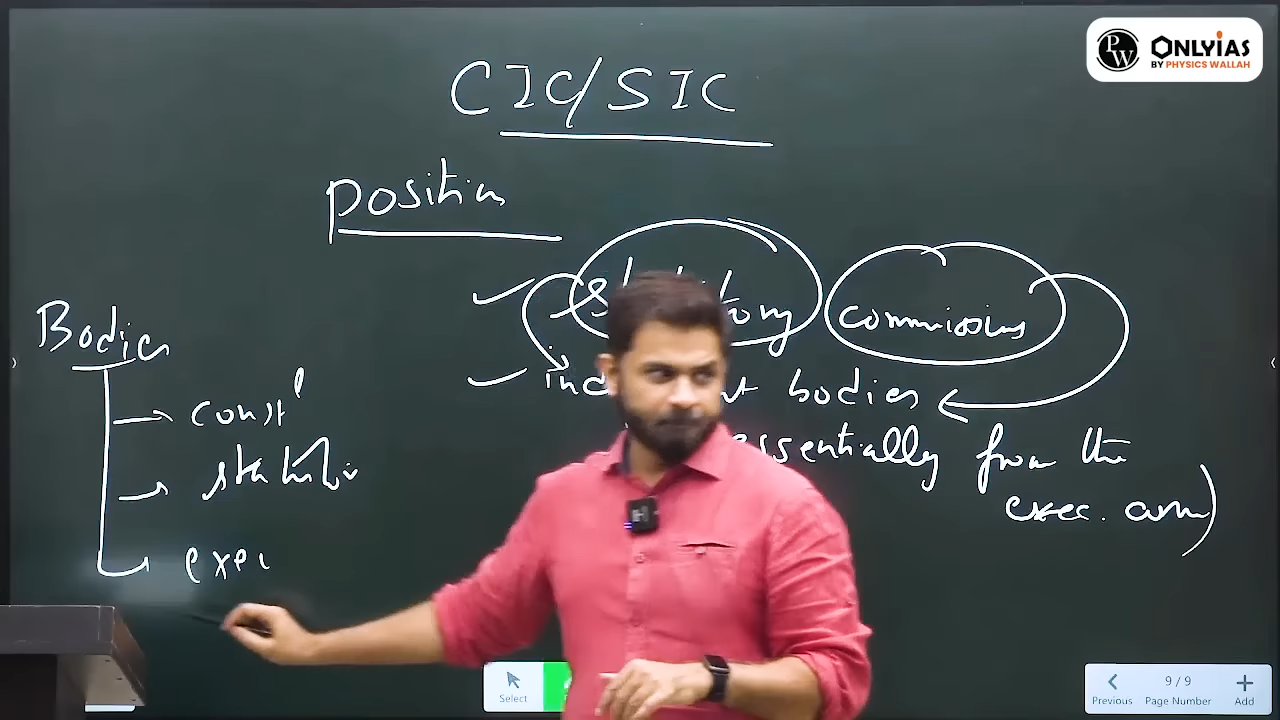 PW ONLYIAS
BY PHYSICS WALLAH
CIC/SIC
position
commissions
Bodies
bodies
const'l
essentially from the
exec. arm)
exec
Select
Previous
9 / 9
Page Number
Add